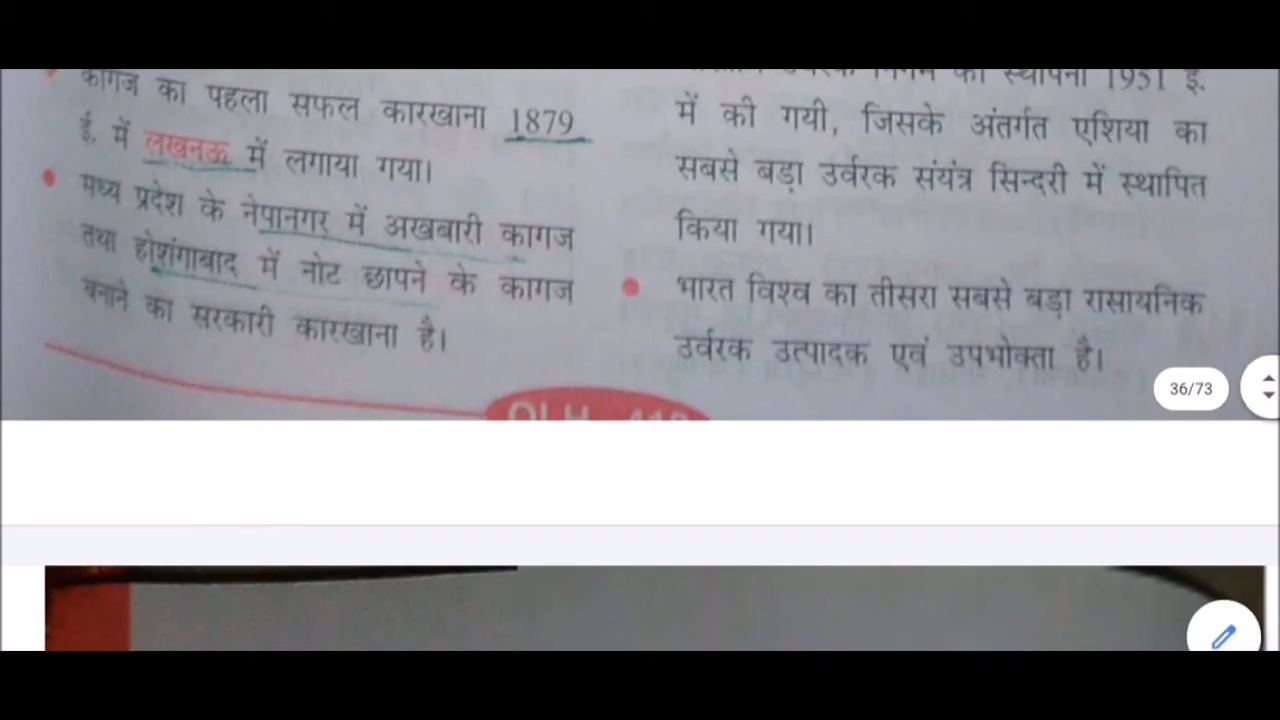 कागज का पहला सफल कारखाना 1879
ई. में लखनऊ में लगाया गया।
मध्य प्रदेश के नेपानगर में अखबारी कागज
तथा होशंगाबाद में नोट छापने के कागज
बनाने का सरकारी कारखाना है।
की स्थापना 1951 ई.
में की गयी, जिसके अंतर्गत एशिया का
सबसे बड़ा उर्वरक संयंत्र सिन्दरी में स्थापित
किया गया।
भारत विश्व का तीसरा सबसे बड़ा रासायनिक
उर्वरक उत्पादक एवं उपभोक्ता है।
36/73